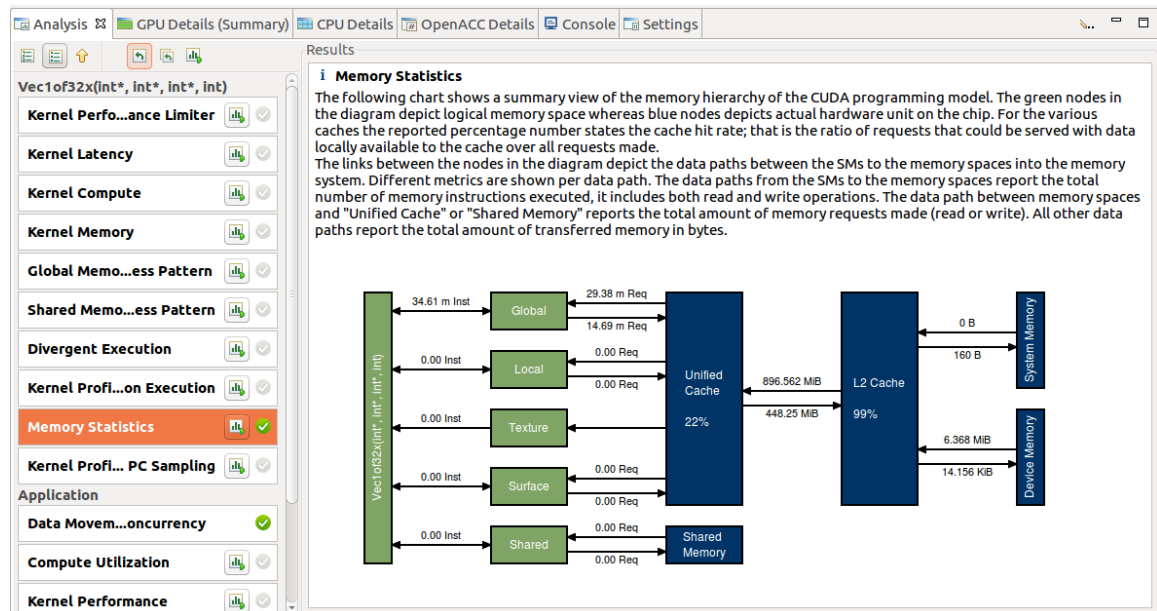 Analysis GPU Details (Summary) CPU Details OpenACC Details Console Settings
Results
Vec1of32x(int*, int*, int*, int)
Kernel Perfo...ance Limiter
Kernel Latency
Kernel Compute
Kernel Memory
Global Memo...ess Pattern
Shared Memo...ess Pattern
Divergent Execution
Kernel Profi...on Execution
Memory Statistics
Kernel Profi... PC Sampling
Application
Data Movem...oncurrency
Compute Utilization
Kernel Performance
i Memory Statistics
The following chart shows a summary view of the memory hierarchy of the CUDA programming model. The green nodes in
the diagram depict logical memory space whereas blue nodes depicts actual hardware unit on the chip. For the various
caches the reported percentage number states the cache hit rate; that is the ratio of requests that could be served with data
locally available to the cache over all requests made.
The links between the nodes in the diagram depict the data paths between the SMs to the memory spaces into the memory
system. Different metrics are shown per data path. The data paths from the SMs to the memory spaces report the total
number of memory instructions executed, it includes both read and write operations. The data path between memory spaces
and "Unified Cache" or "Shared Memory" reports the total amount of memory requests made (read or write). All other data
paths report the total amount of transferred memory in bytes.
Vec1of32x(int*, int*, int*, int)
34.61 m Inst
Global
29.38 m Req
14.69 m Req
0.00 Inst
Local
0.00 Req
0.00 Req
0.00 Inst
Texture
0.00 Inst
Surface
0.00 Req
0.00 Req
0.00 Inst
Shared
0.00 Req
0.00 Req
Unified
Cache
22%
Shared
Memory
896.562 MiB
448.25 MiB
L2 Cache
99%
0 B
160 B
System Memory
6.368 MiB
14.156 KiB
Device Memory